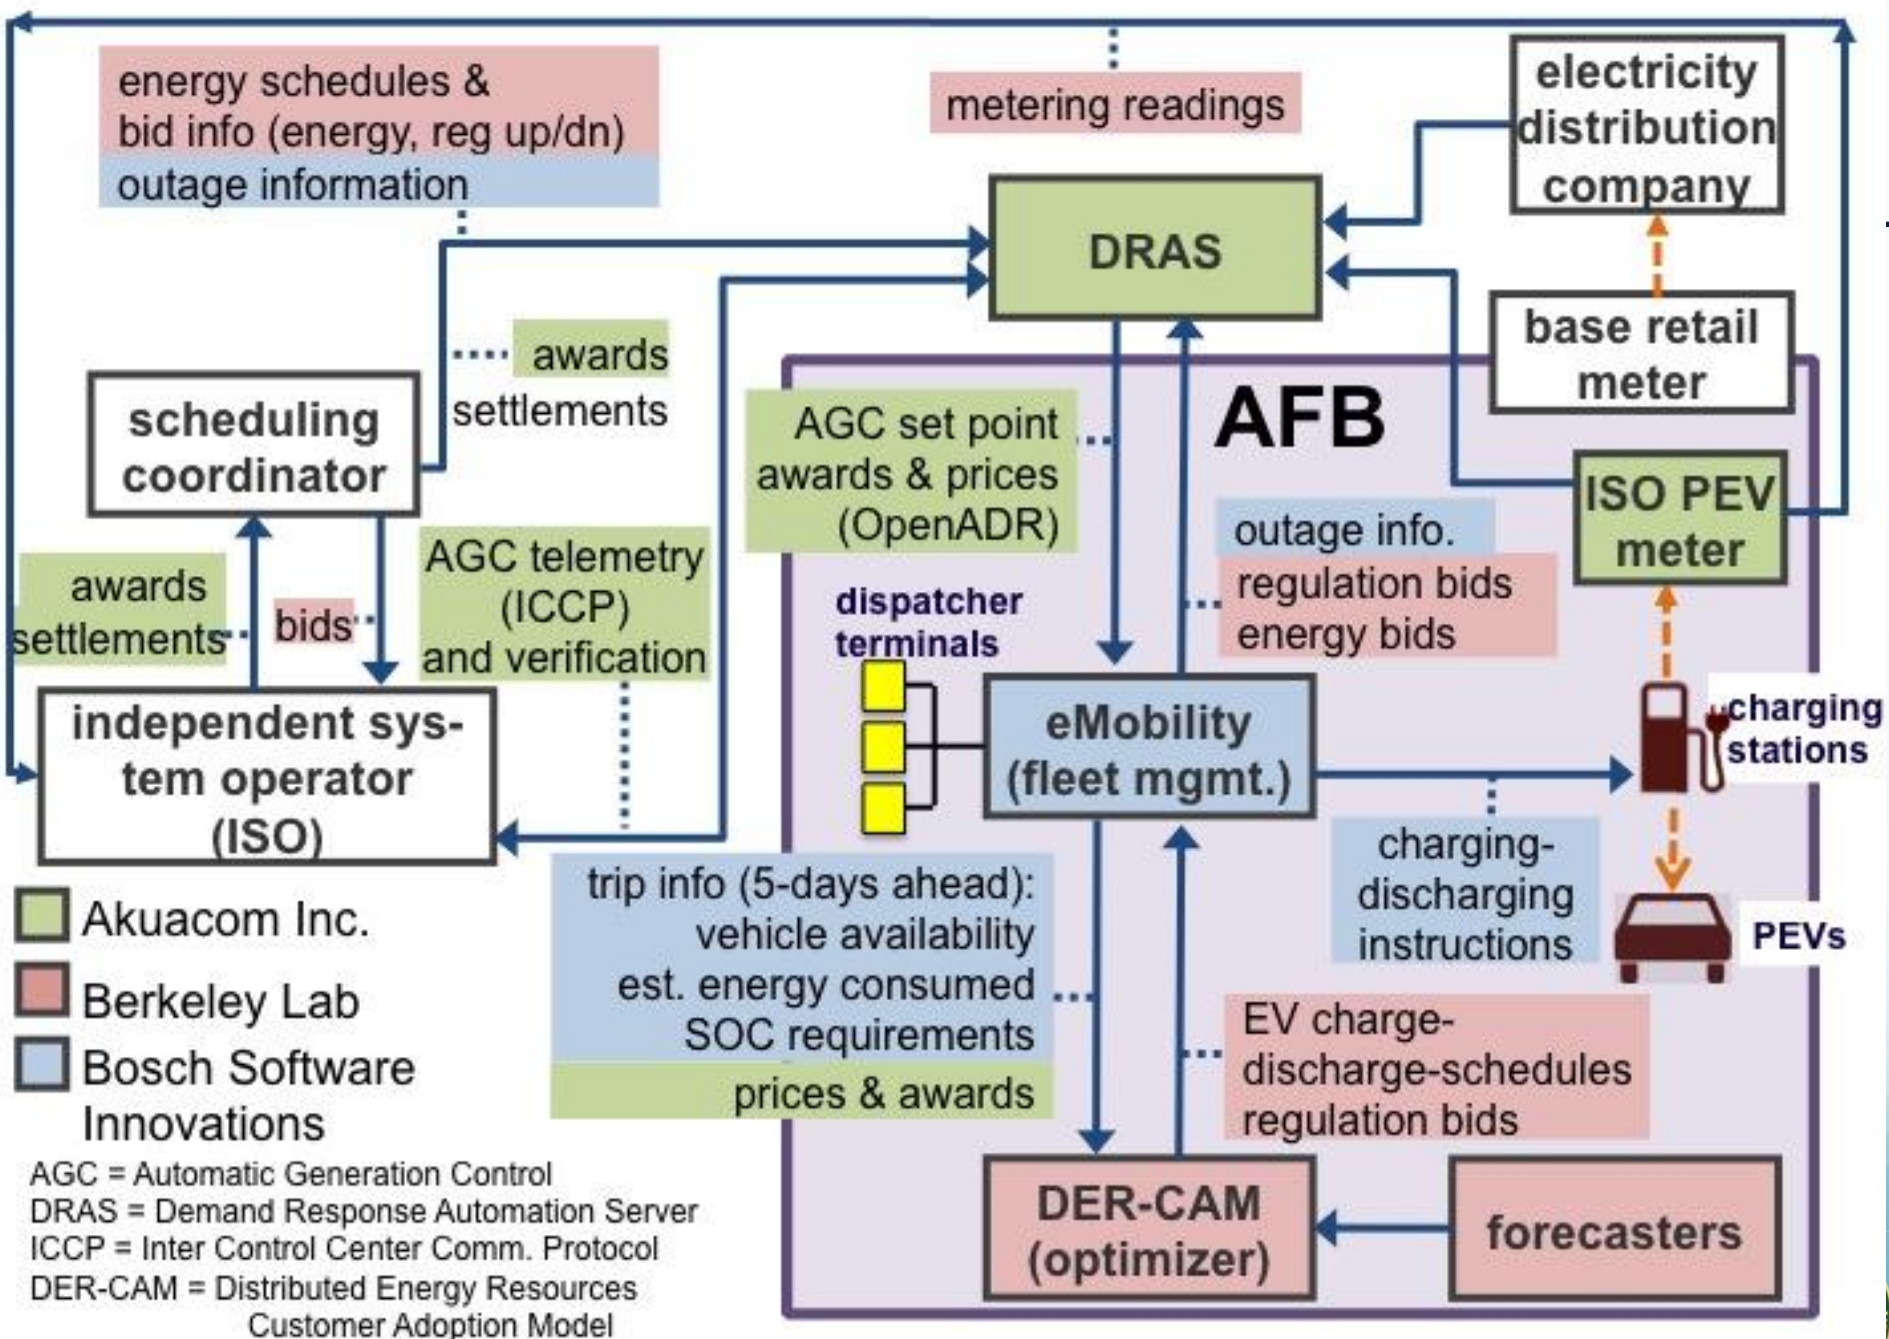 energy schedules &
bid info (energy, reg up/dn)
outage information
metering readings
electricity
distribution
company
DRAS
base retail
meter
awards
settlements
scheduling
coordinator
AGC set point
awards & prices
(OpenADR)
AFB
ISO PEV
meter
outage info.
regulation bids
energy bids
AGC telemetry
(ICCP)
and verification
awards
settlements
bids
dispatcher
terminals
independent sys-
tem operator
(ISO)
eMobility
(fleet mgmt.)
charging
stations
charging-
discharging
instructions
PEVs
trip info (5-days ahead):
vehicle availability
est. energy consumed
SOC requirements
prices & awards
EV charge-
discharge-schedules
regulation bids
DER-CAM
(optimizer)
forecasters
Akuacom Inc.
Berkeley Lab
Bosch Software
Innovations
AGC = Automatic Generation Control
DRAS = Demand Response Automation Server
ICCP = Inter Control Center Comm. Protocol
DER-CAM = Distributed Energy Resources
Customer Adoption Model